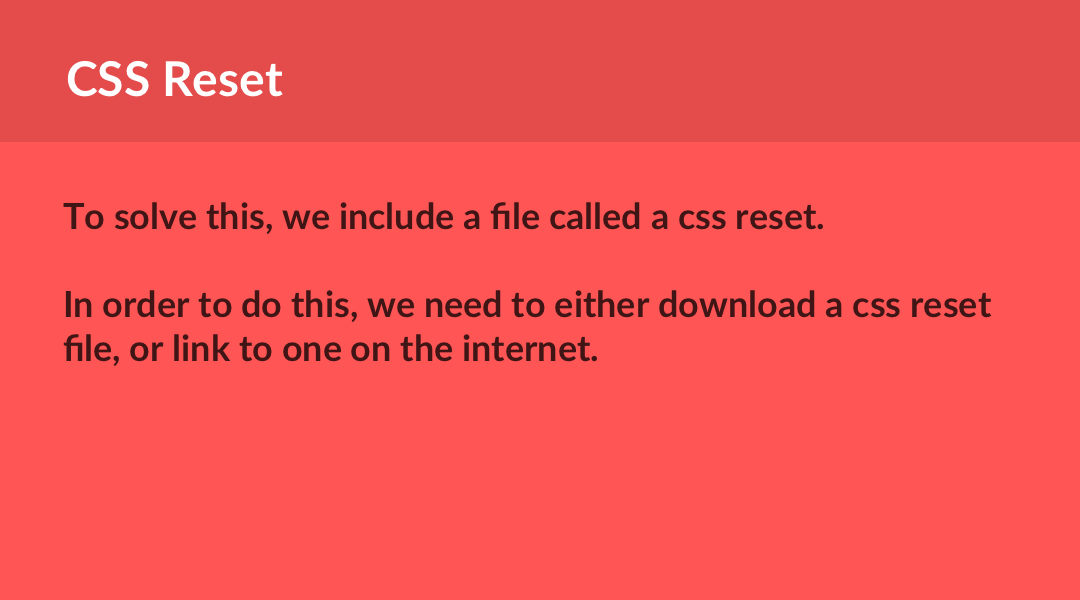 CSS Reset
To solve this, we include a file called a css reset.
In order to do this, we need to either download a css reset
file, or link to one on the internet.